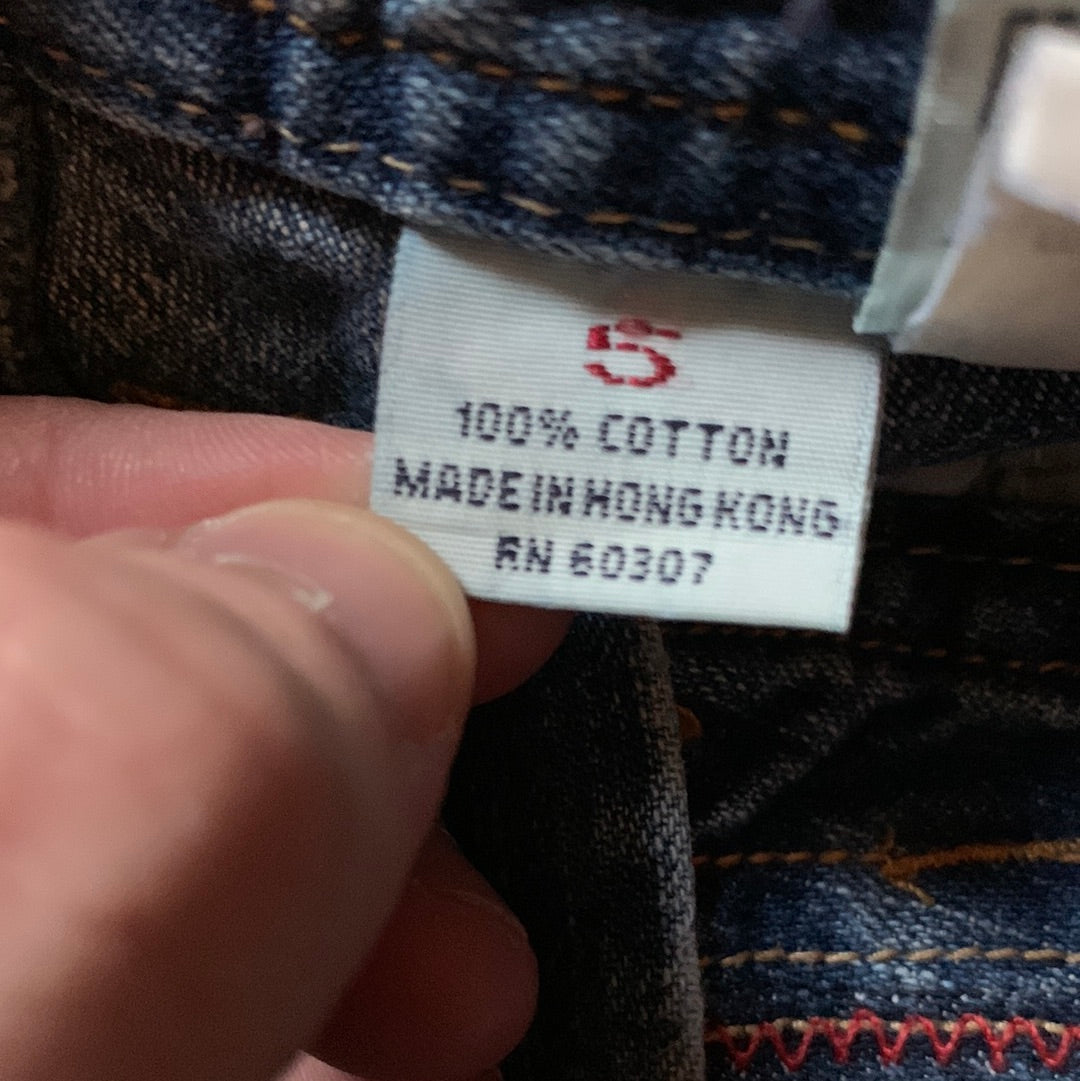 5
100% COTTON
MADE IN HONG KONG
RN 60307